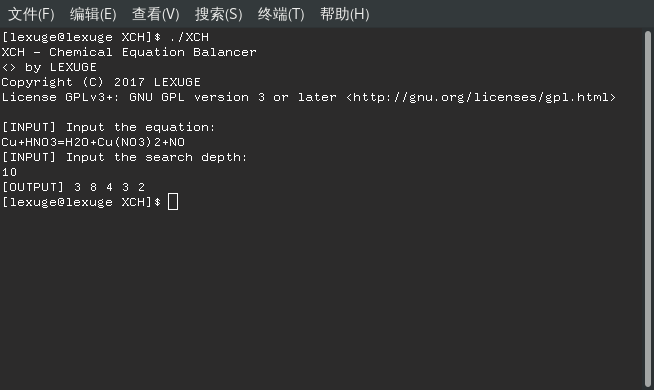 文件(F) 编辑(E) 查看(V) 搜索(S) 终端(T) 帮助(H)
[lexuge@lexuge XCH]$ ./XCH
XCH - Chemical Equation Balancer
<> by LEXUGE
Copyright (C) 2017 LEXUGE
License GPLv3+: GNU GPL version 3 or later <http://gnu.org/licenses/gpl.html>
[INPUT] Input the equation:
Cu+HNO3=H2O+Cu(NO3)2+NO
[INPUT] Input the search depth:
10
[OUTPUT] 3 8 4 3 2
[lexuge@lexuge XCH]$